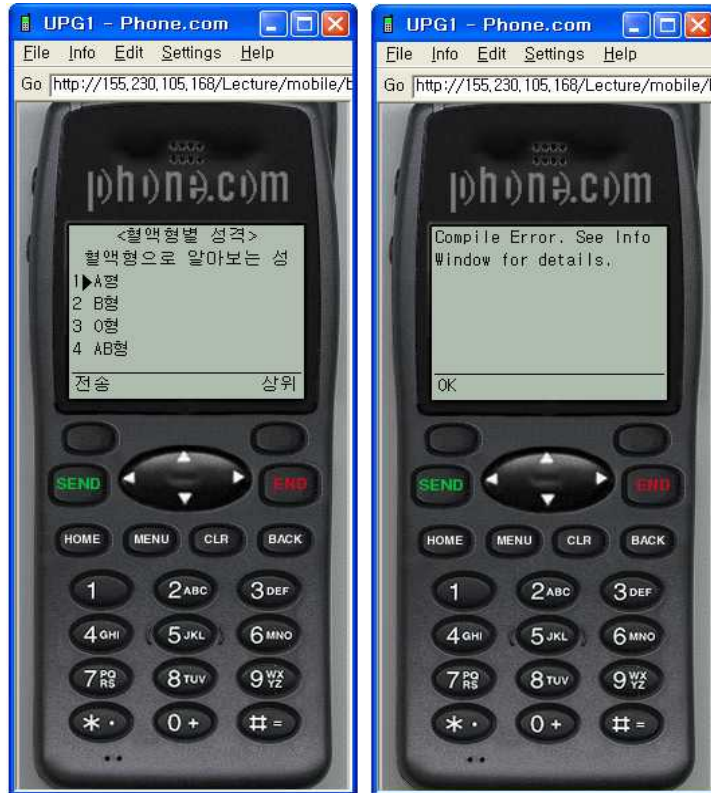 UPG1 - Phone.com
File Info Edit Settings Help
Go http://155,230,105,168/Lecture/mobile/
phone.com
<혈액형별 성격>
혈액형으로 알아보는 성
1▶A형
2 B형
3 O형
4 AB형
전송 상위
SEND END
HOME MENU CLR BACK
1 2ABC 3DEF
4GHI 5JKL 6MNO
7PQRS 8TUV 9WXYZ
* · 0 + # =
UPG1 - Phone.com
File Info Edit Settings Help
Go http://155,230,105,168/Lecture/mobile/
phone.com
Compile Error. See Info
Window for details.
OK
SEND END
HOME MENU CLR BACK
1 2ABC 3DEF
4GHI 5JKL 6MNO
7PQRS 8TUV 9WXYZ
* · 0 + # =